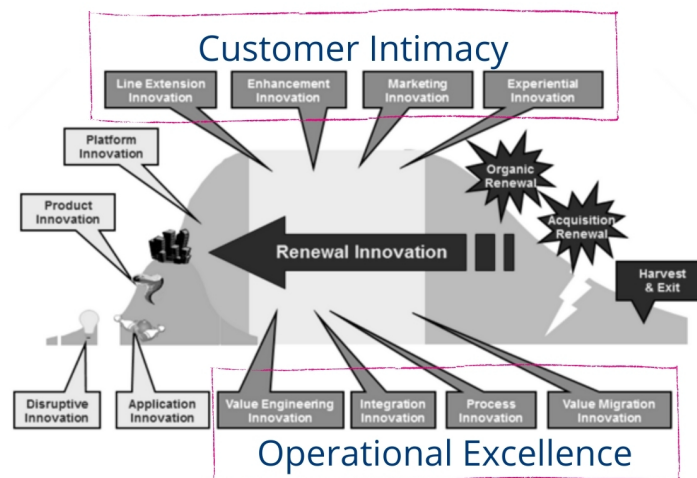 Customer Intimacy
Line Extension
Innovation
Enhancement
Innovation
Marketing
Innovation
Experiential
Innovation
Platform
Innovation
Organic
Renewal
Product
Innovation
Acquisition
Renewal
Renewal Innovation
Harvest
& Exit
Disruptive
Innovation
Application
Innovation
Value Engineering
Innovation
Integration
Innovation
Process
Innovation
Value Migration
Innovation
Operational Excellence